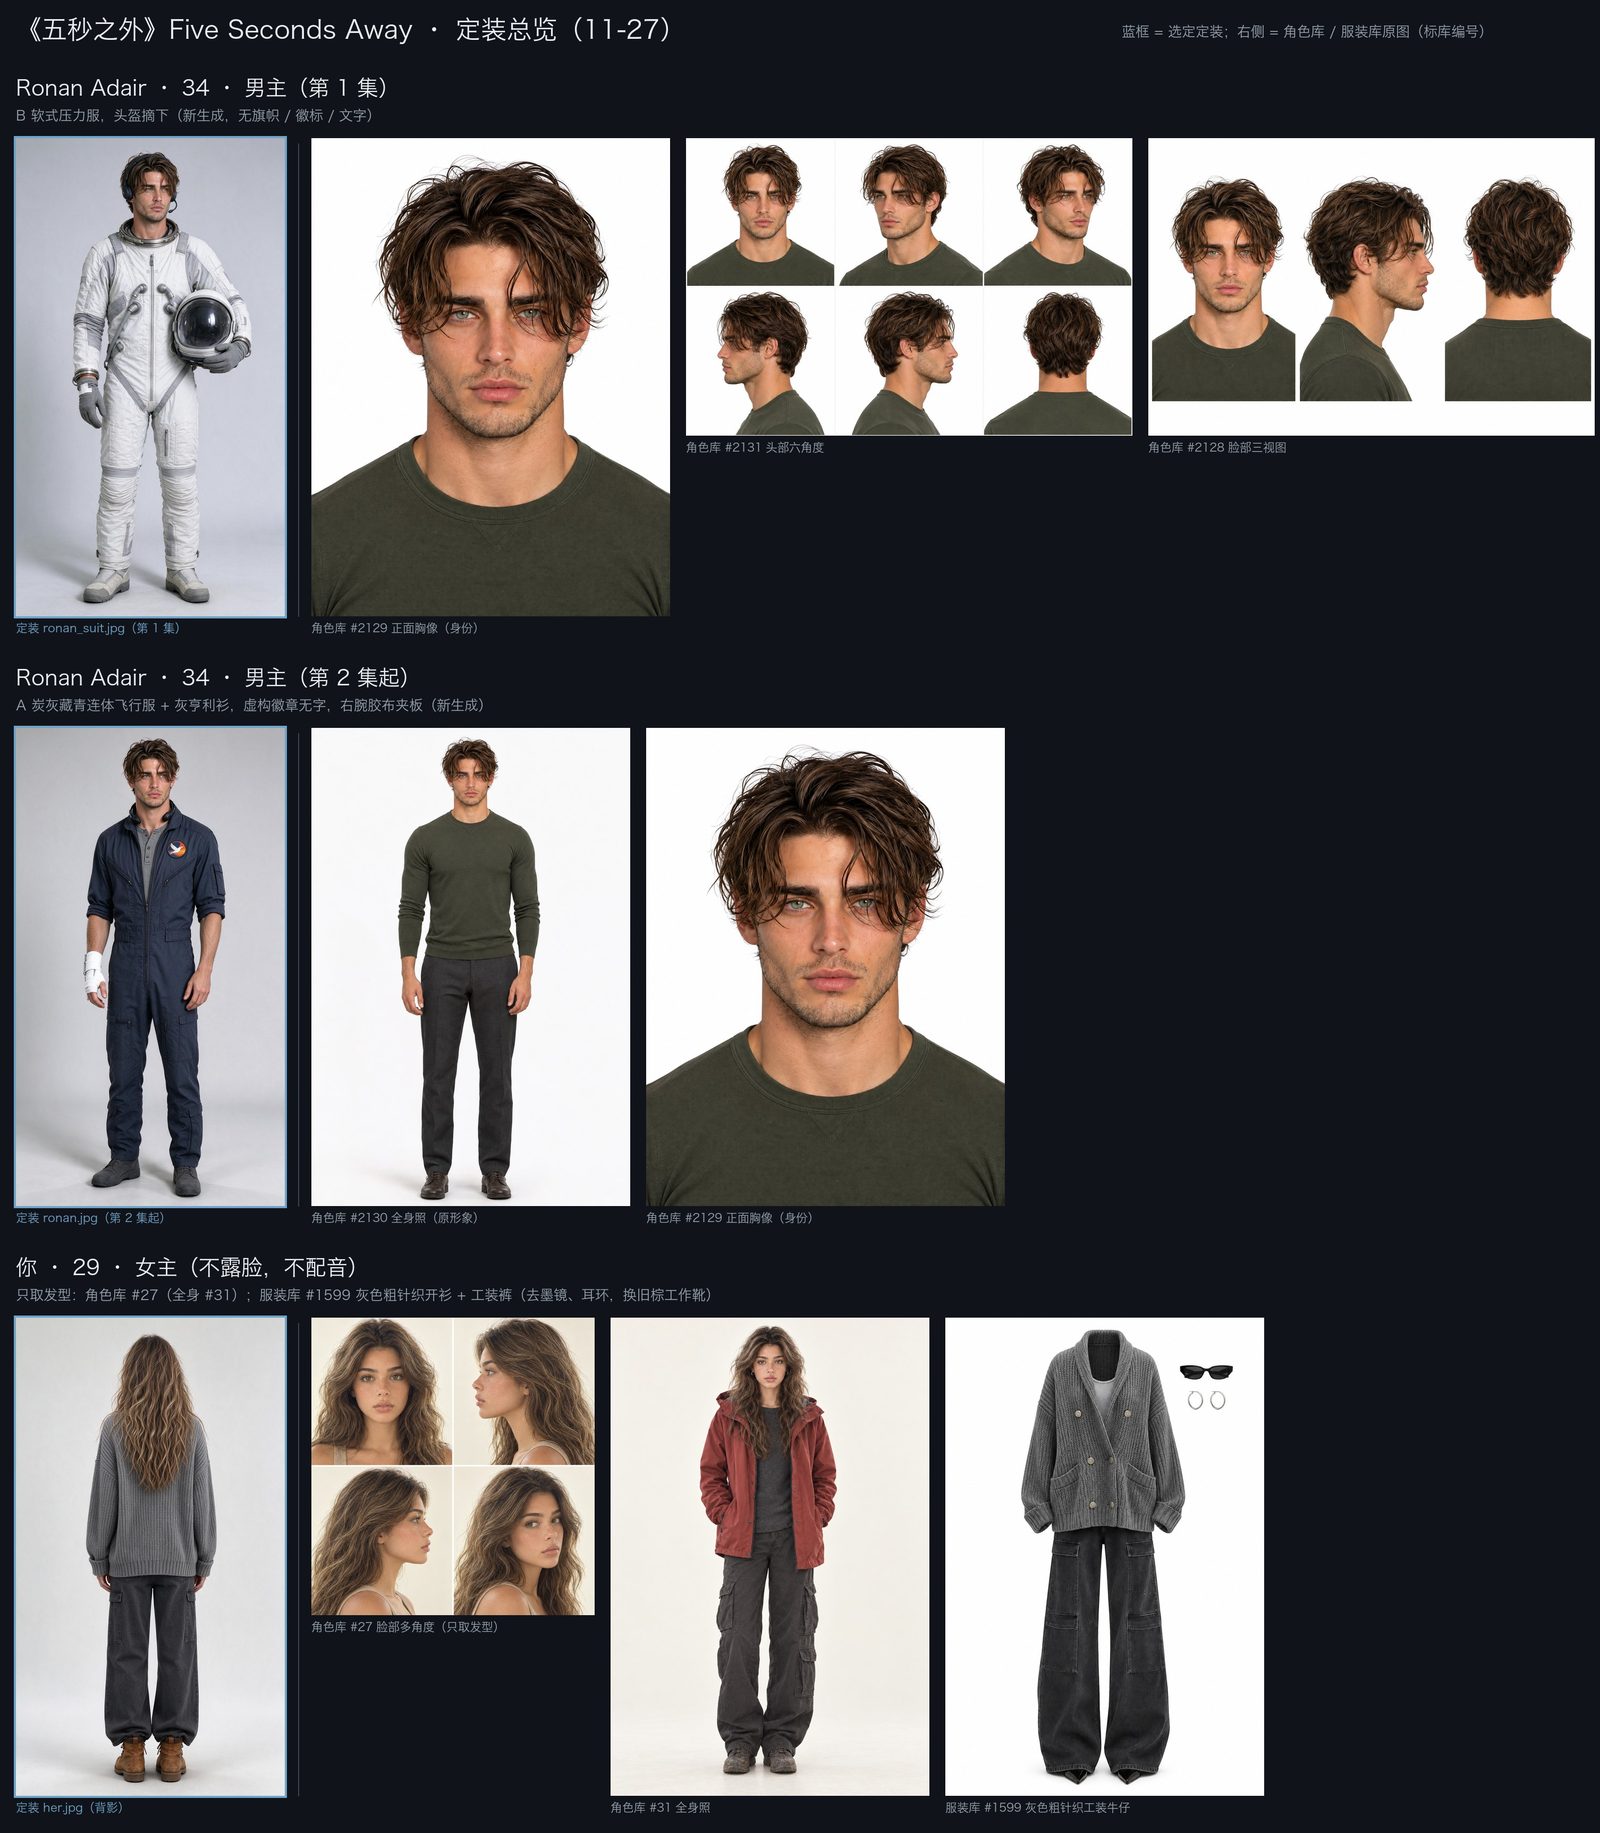 《五秒之外》Five Seconds Away · 定装总览（11-27）
蓝框 = 选定定装；右侧 = 角色库 / 服装库原图（标库编号）
Ronan Adair · 34 · 男主（第 1 集）
B 软式压力服，头盔摘下（新生成，无旗帜 / 徽标 / 文字）
定装 ronan_suit.jpg（第 1 集）
角色库 #2129 正面胸像（身份）
角色库 #2131 头部六角度
角色库 #2128 脸部三视图
Ronan Adair · 34 · 男主（第 2 集起）
A 炭灰藏青连体飞行服 + 灰亨利衫，虚构徽章无字，右腕胶布夹板（新生成）
定装 ronan.jpg（第 2 集起）
角色库 #2130 全身照（原形象）
角色库 #2129 正面胸像（身份）
你 · 29 · 女主（不露脸，不配音）
只取发型：角色库 #27（全身 #31）；服装库 #1599 灰色粗针织开衫 + 工装裤（去墨镜、耳环，换旧棕工作靴）
定装 her.jpg（背影）
角色库 #27 脸部多角度（只取发型）
角色库 #31 全身照
服装库 #1599 灰色粗针织工装牛仔